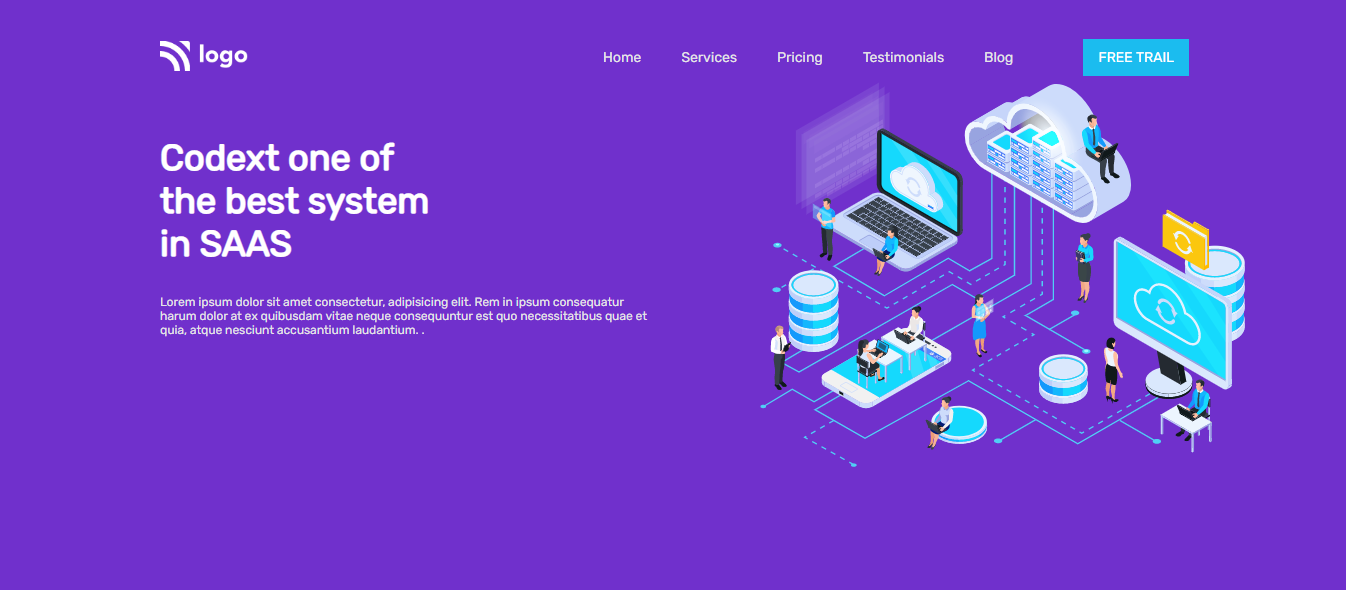 logo
Home
Services
Pricing
Testimonials
Blog
FREE TRAIL
Codext one of
the best system
in SAAS
Lorem ipsum dolor sit amet consectetur, adipisicing elit. Rem in ipsum consequatur
harum dolor at ex quibusdam vitae neque consequuntur est quo necessitatibus quae et
quia, atque nesciunt accusantium laudantium. .